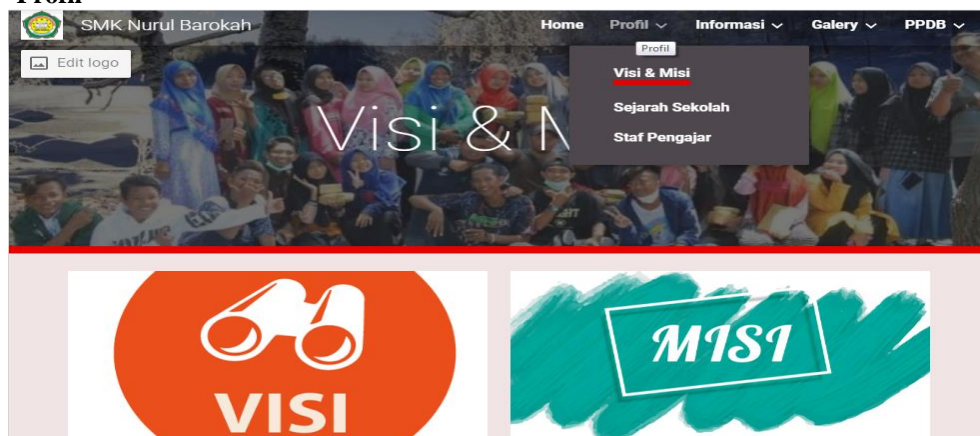 Profil
SMK Nurul Barokah
Home Profil Informasi Galery PPDB
Profil
Edit logo
Visi & Misi
Sejarah Sekolah
Staf Pengajar
Visi &
VISI
MISI